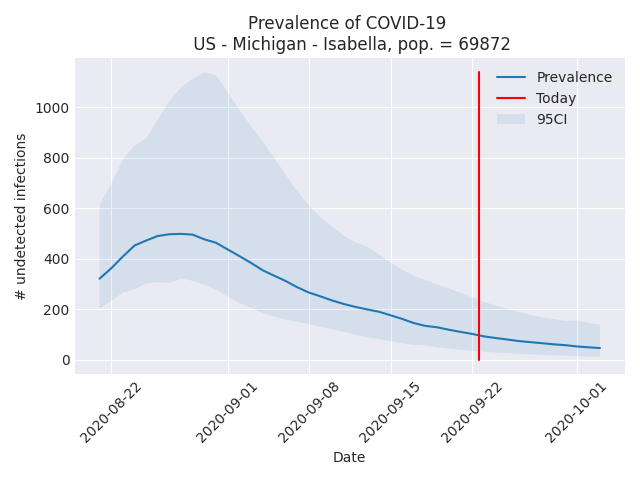 Prevalence of COVID-19
US - Michigan - Isabella, pop. = 69872
Prevalence
Today
95CI
# undetected infections
1000
800
600
400
200
0
2020-08-22
2020-09-01
2020-09-08
2020-09-15
2020-09-22
2020-10-01
Date